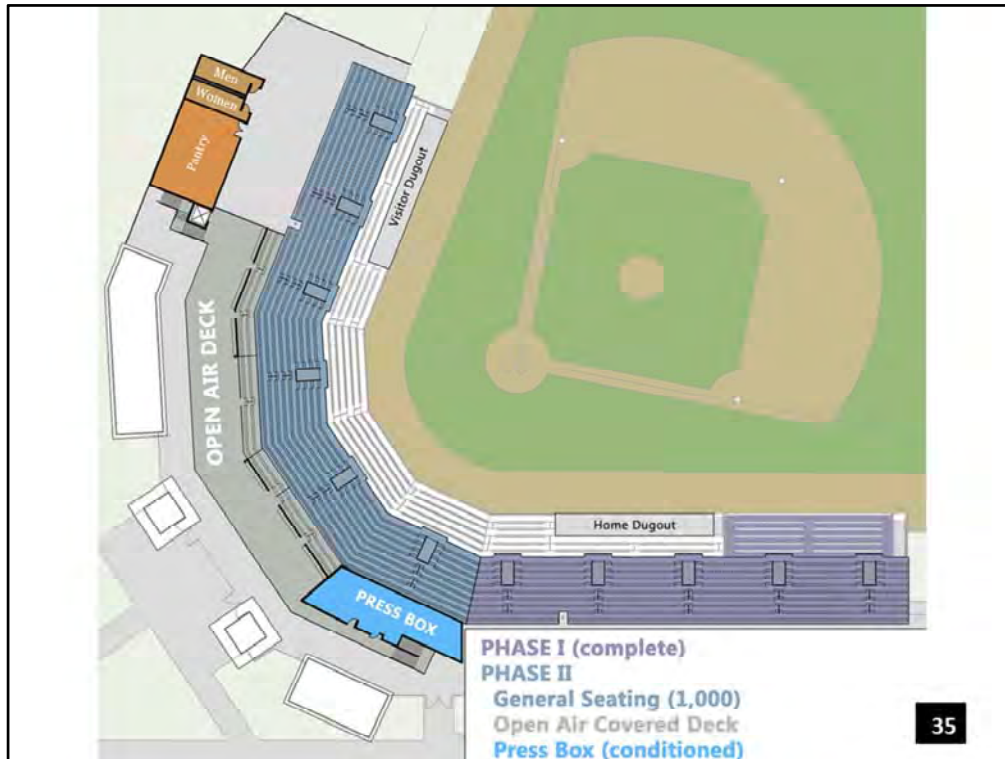 Men
Women
Pantry
Visitor Dugout
OPEN AIR DECK
Home Dugout
PRESS BOX
PHASE I (complete)
PHASE II
General Seating (1,000)
Open Air Covered Deck
Press Box (conditioned)
35